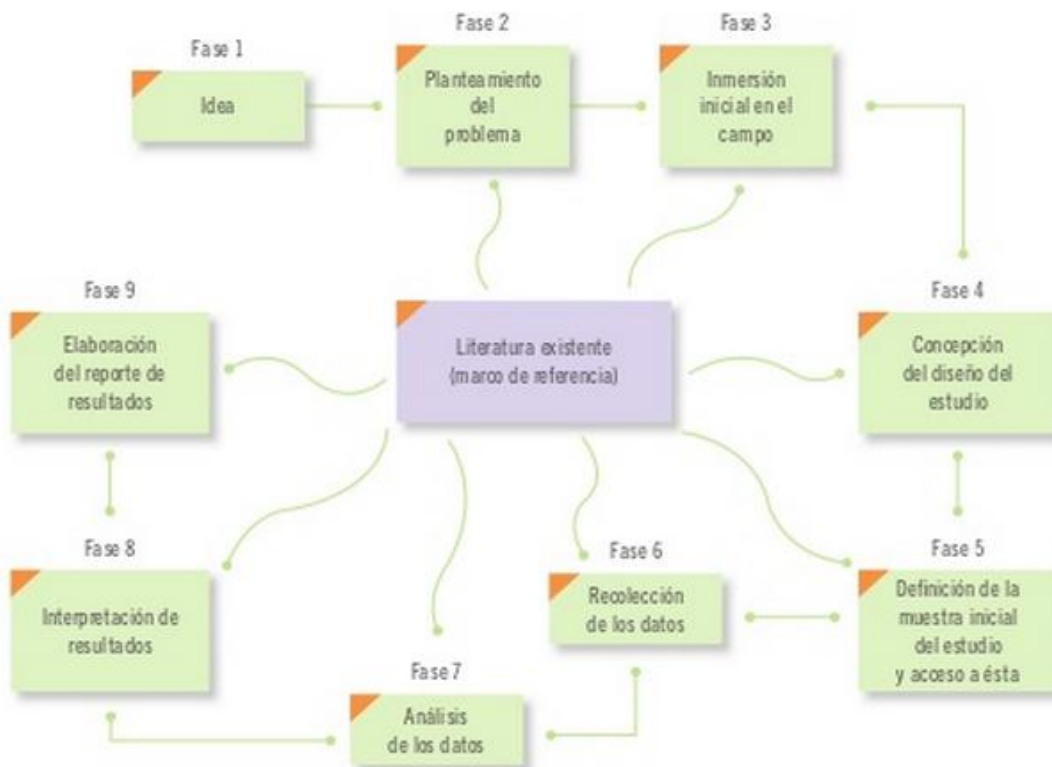 Fase 1
Idea
Fase 2
Planteamiento
del
problema
Fase 3
Inmersión
inicial en el
campo
Fase 9
Elaboración
del reporte de
resultados
Literatura existente
(marco de referencia)
Fase 4
Concepción
del diseño del
estudio
Fase 8
Interpretación de
resultados
Fase 7
Análisis
de los datos
Fase 6
Recolección
de los datos
Fase 5
Definición de la
muestra inicial
del estudio
y acceso a ésta